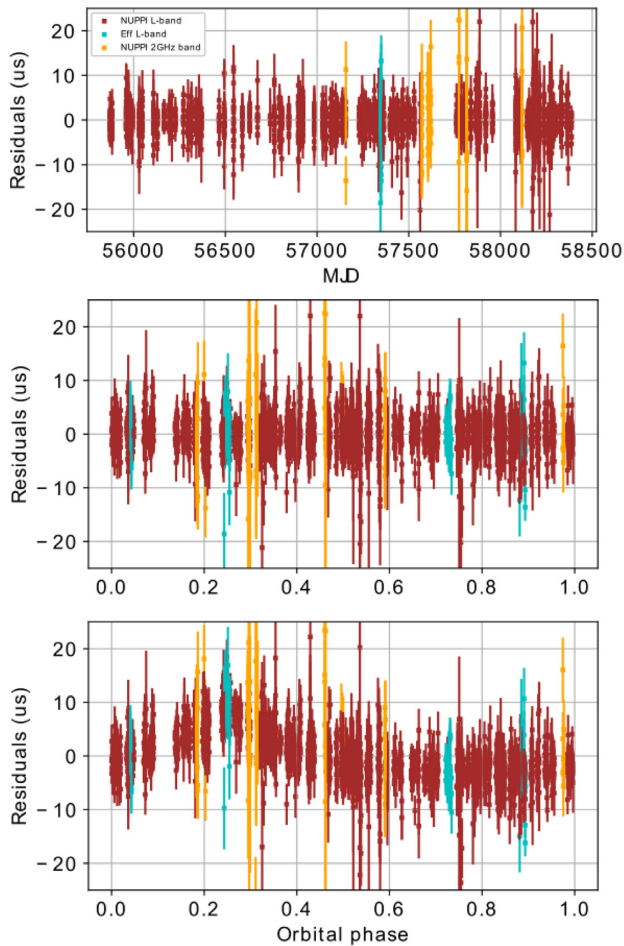 NUPPI L-band
Eff L-band
NUPPI 2GHz band
Residuals (us)
20
10
0
−10
−20
56000 56500 57000 57500 58000 58500
MJD
Residuals (us)
20
10
0
−10
−20
0.0 0.2 0.4 0.6 0.8 1.0
Residuals (us)
20
10
0
−10
−20
0.0 0.2 0.4 0.6 0.8 1.0
Orbital phase